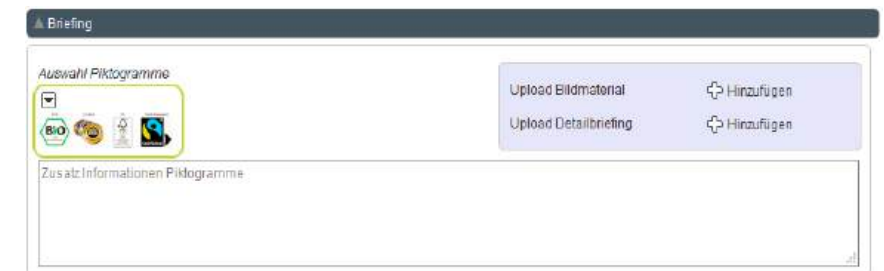 Briefing
Auswahl Piktogramme
BIO
Upload Bildmaterial
Hinzufügen
Upload Detailbriefing
Hinzufügen
Zusatz Informationen Piktogramme